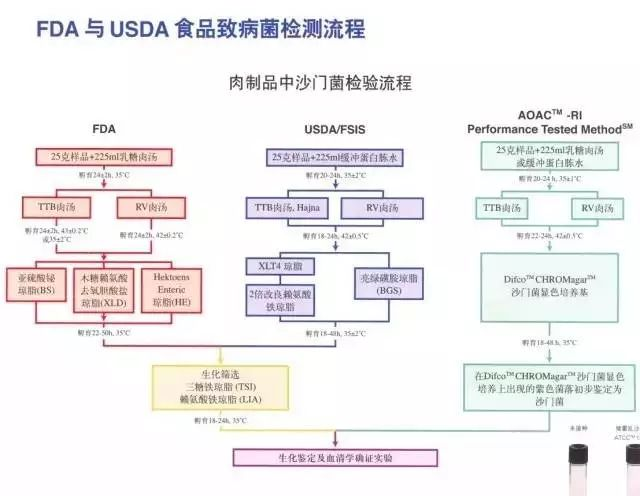 FDA 与 USDA 食品致病菌检测流程
肉制品中沙门菌检验流程
FDA
USDA/FSIS
AOAC™ -RI
Performance Tested Method℠
25克样品+225ml乳糖肉汤
孵育24±2h, 35℃
TTB肉汤
RV肉汤
孵育24±2h, 43±0.2℃
或35±2℃
孵育24±2h, 42±0.2℃
亚硫酸铋
琼脂(BS)
木糖赖氨酸
去氧胆酸盐
琼脂(XLD)
Hektoens
Enteric
琼脂(HE)
孵育22-50h, 35℃
25克样品+225ml缓冲蛋白胨水
孵育20-24h, 35±2℃
TTB肉汤, Hajna
RV肉汤
孵育18-24h, 42±0.5℃
XLT4 琼脂
2倍改良赖氨酸
铁琼脂
亮绿磺胺琼脂
(BGS)
孵育18-48h, 35±2℃
25克样品+225ml乳糖肉汤
或缓冲蛋白胨水
孵育20-24 h, 35±1℃
TTB肉汤
RV肉汤
孵育22-24h, 42±0.5℃
Difco™CHROMagar™
沙门菌显色培养基
孵育18-48 h, 35℃
生化筛选
三糖铁琼脂 (TSI)
赖氨酸铁琼脂 (LIA)
孵育18-24h, 35℃
在Difco™CHROMagar™沙门菌显色
培养上出现的紫色菌落初步鉴定为
沙门菌
生化鉴定及血清学确证实验
未接种
ATCC™